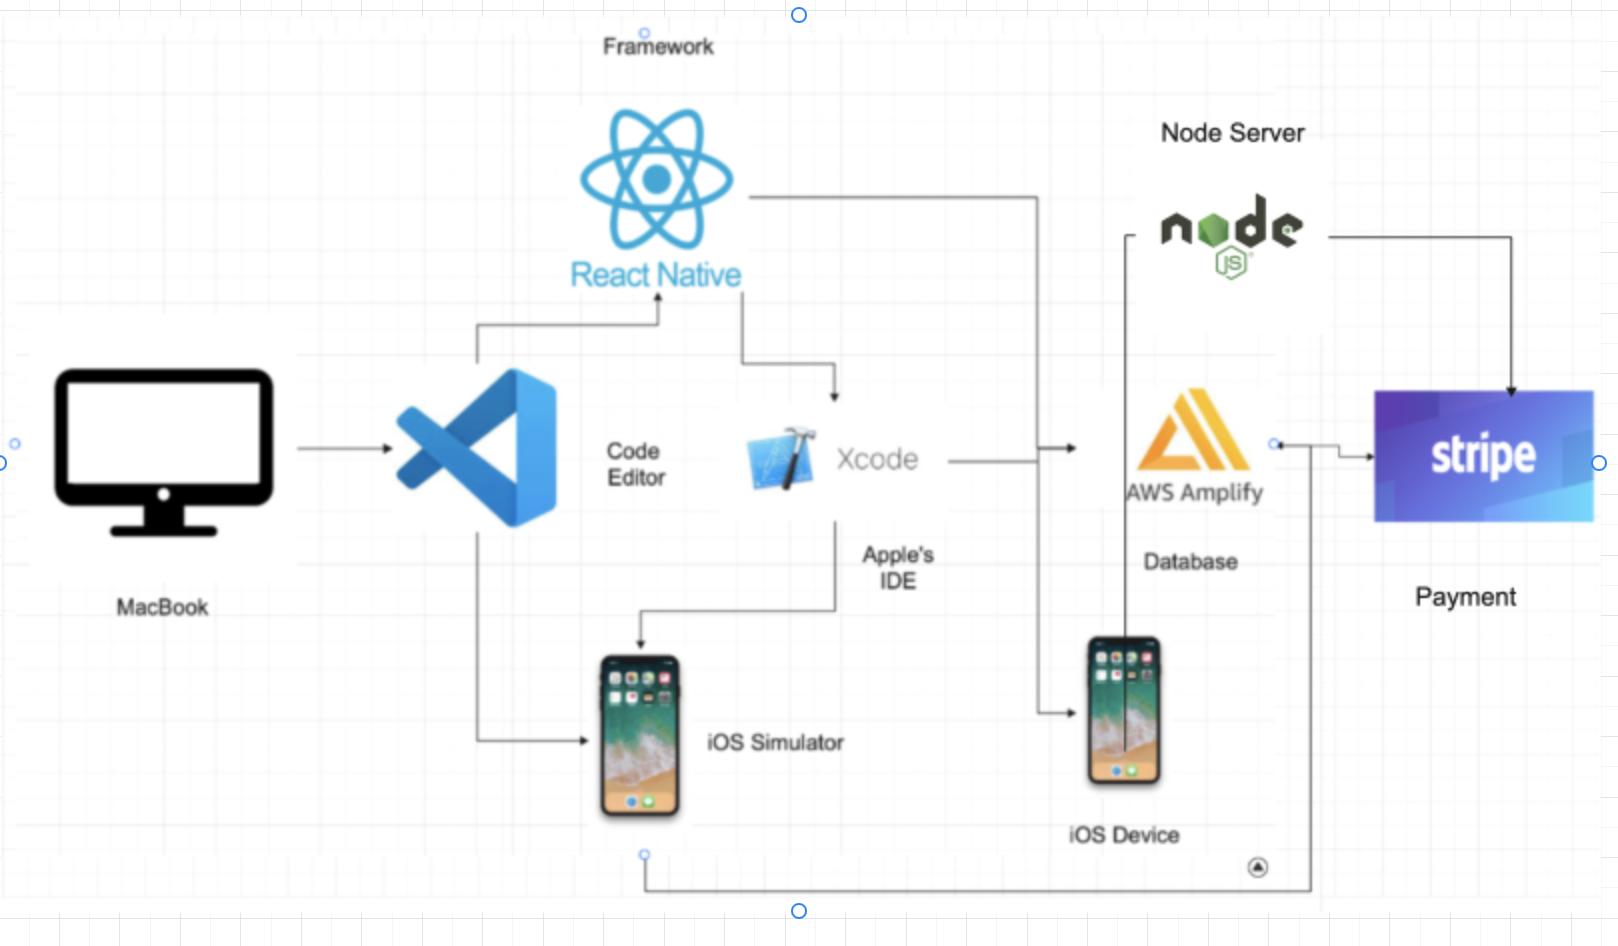 Framework
React Native
Node Server
node
JS
Code
Editor
Xcode
Apple's
IDE
AWS Amplify
Database
stripe
Payment
MacBook
iOS Simulator
iOS Device